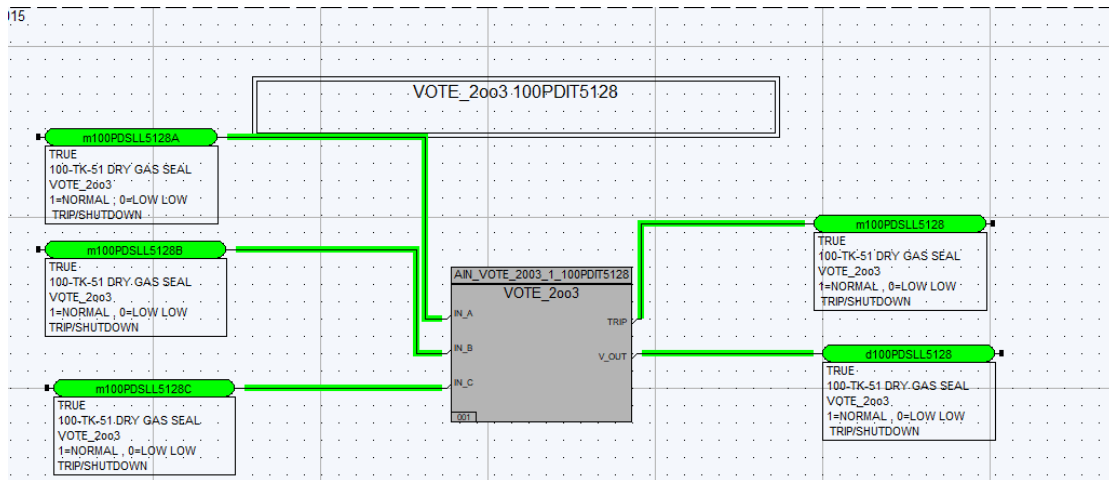 015
VOTE_2oo3 100PDIT5128
m100PDSLL5128A
TRUE
100-TK-51 DRY GAS SEAL
VOTE_2oo3
1=NORMAL , 0=LOW LOW
TRIP/SHUTDOWN
m100PDSLL5128B
TRUE
100-TK-51 DRY GAS SEAL
VOTE_2oo3
1=NORMAL , 0=LOW LOW
TRIP/SHUTDOWN
m100PDSLL5128C
TRUE
100-TK-51 DRY GAS SEAL
VOTE_2oo3
1=NORMAL , 0=LOW LOW
TRIP/SHUTDOWN
AIN_VOTE_2003_1_100PDIT5128
VOTE_2oo3
IN_A
IN_B
IN_C
TRIP
V_OUT
001
m100PDSLL5128
TRUE
100-TK-51 DRY GAS SEAL
VOTE_2oo3
1=NORMAL , 0=LOW LOW
TRIP/SHUTDOWN
d100PDSLL5128
TRUE
100-TK-51 DRY GAS SEAL
VOTE_2oo3
1=NORMAL , 0=LOW LOW
TRIP/SHUTDOWN